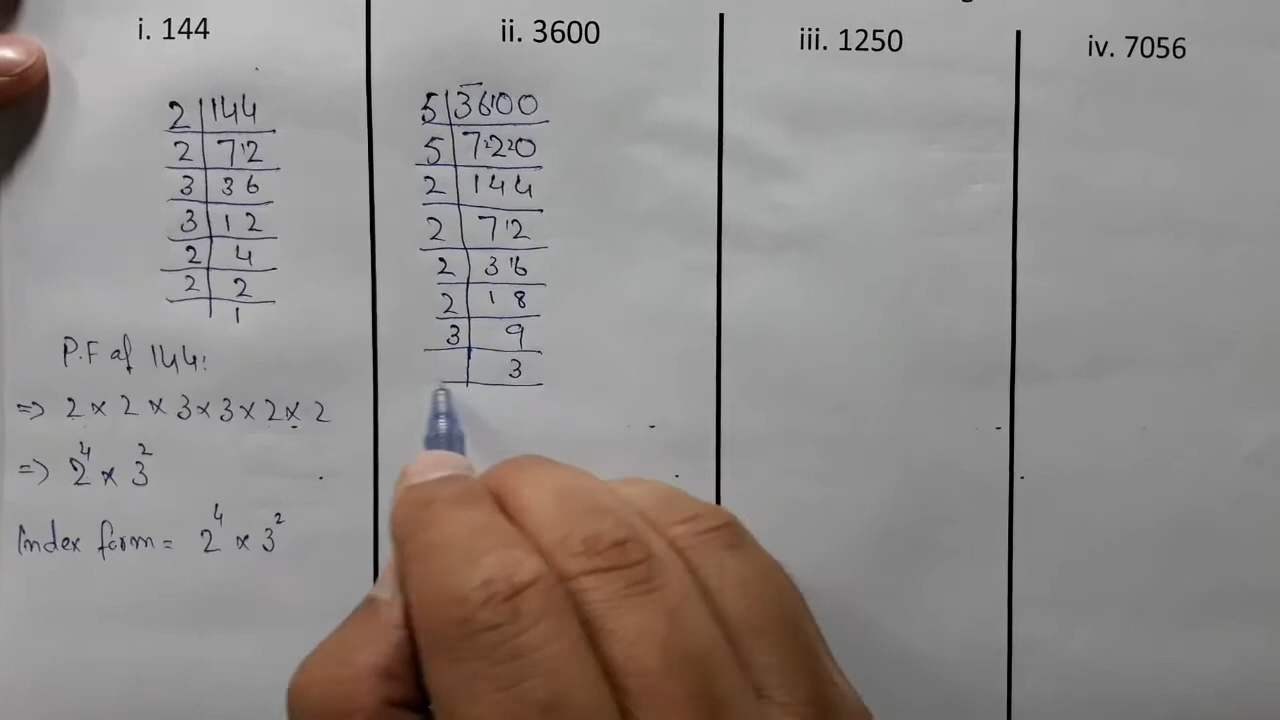 i. 144
2 144
2 72
3 36
3 12
2 4
2 2
1
P.F of 144:
=> 2 × 2 × 3 × 3 × 2 × 2
=> 2⁴ × 3²
Index form = 2⁴ × 3²
ii. 3600
5 3600
5 720
2 144
2 72
2 36
2 18
3 9
3
iii. 1250
iv. 7056